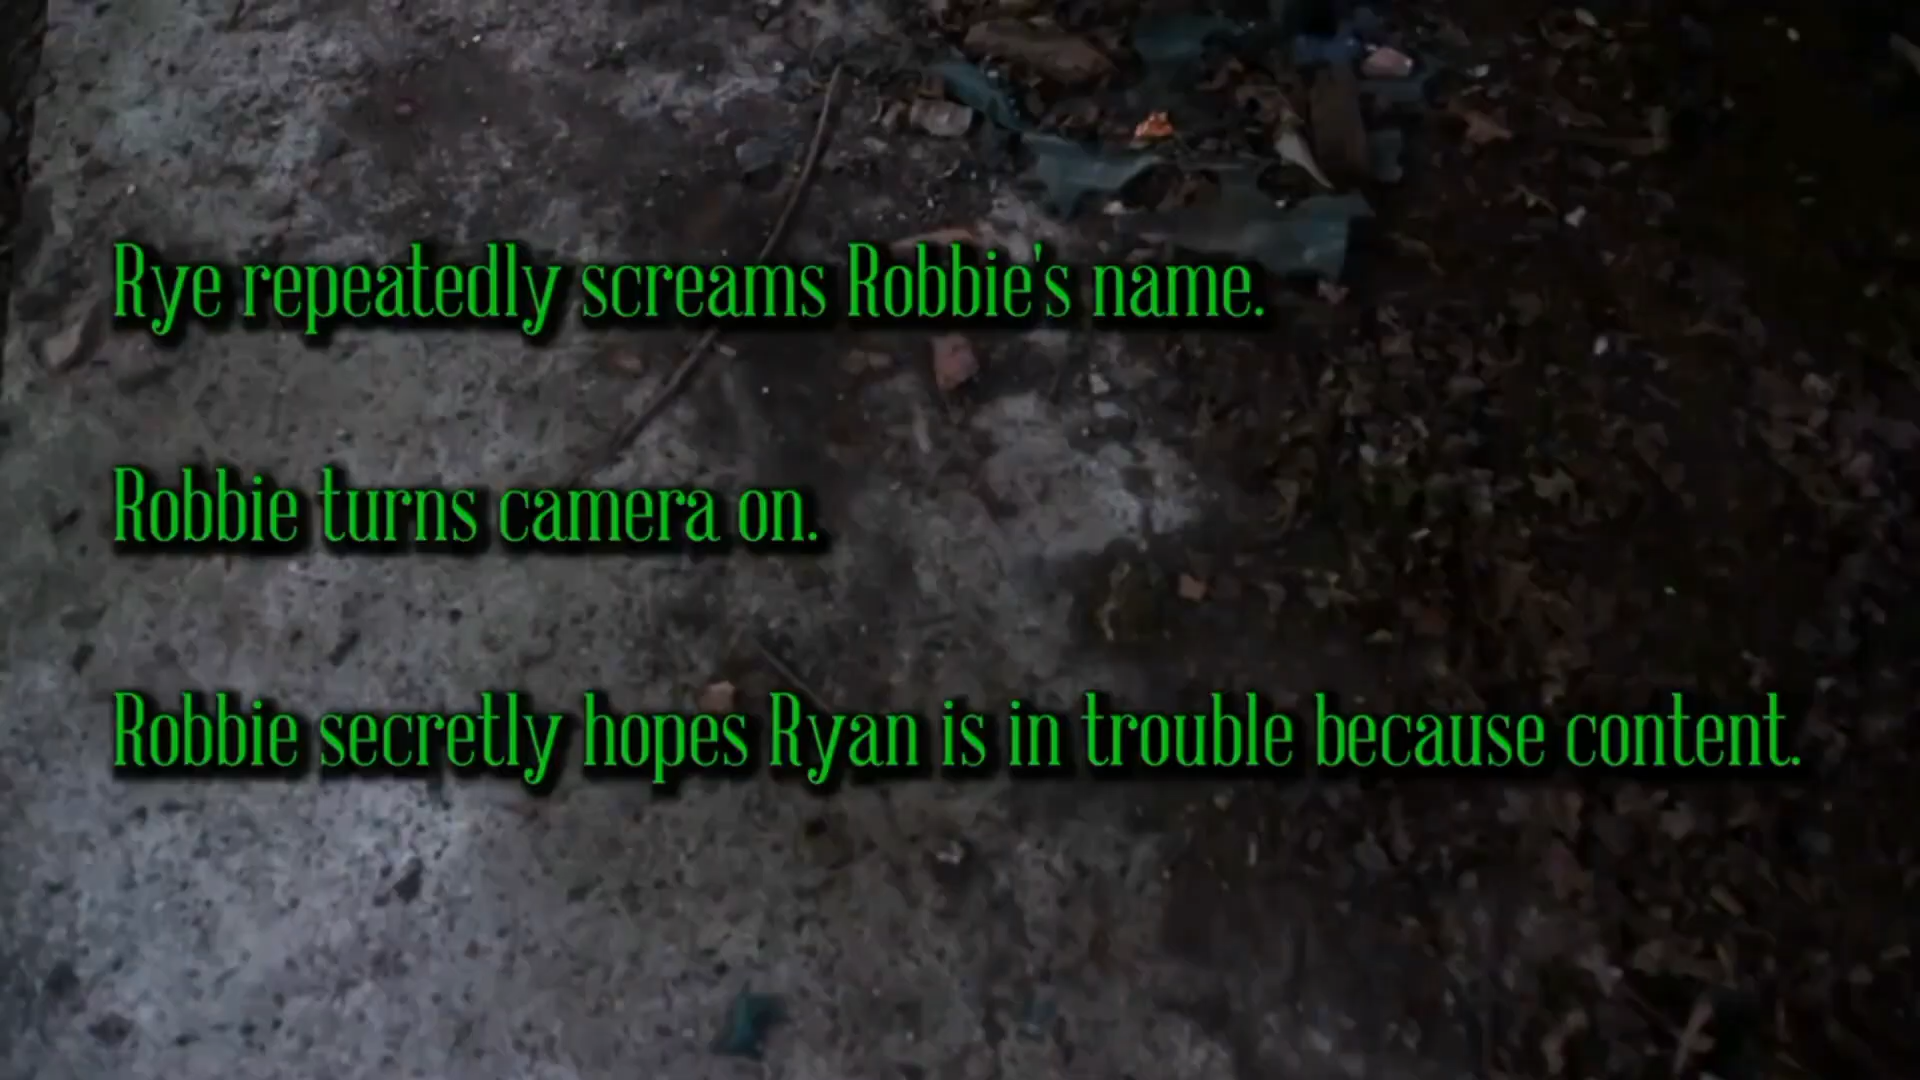 Rye repeatedly screams Robbie's name.
Robbie turns camera on.
Robbie secretly hopes Ryan is in trouble because content.